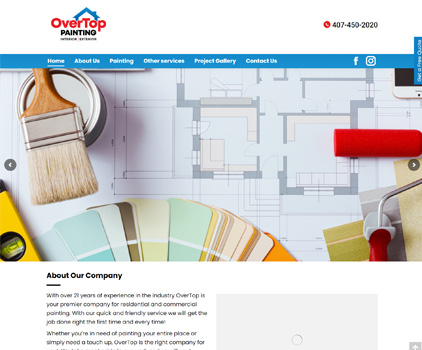 OverTop
PAINTING
INTERIOR | EXTERIOR
407-450-2020
Home About Us Painting Other services Project Gallery Contact Us
Get a Free Quote
About Our Company
With over 21 years of experience in the industry OverTop is
your premier company for residential and commercial
painting. With our quick and friendly service we will get the
job done right the first time and every time!
Whether you're in need of painting your entire place or
simply need a touch up, OverTop is the right company for